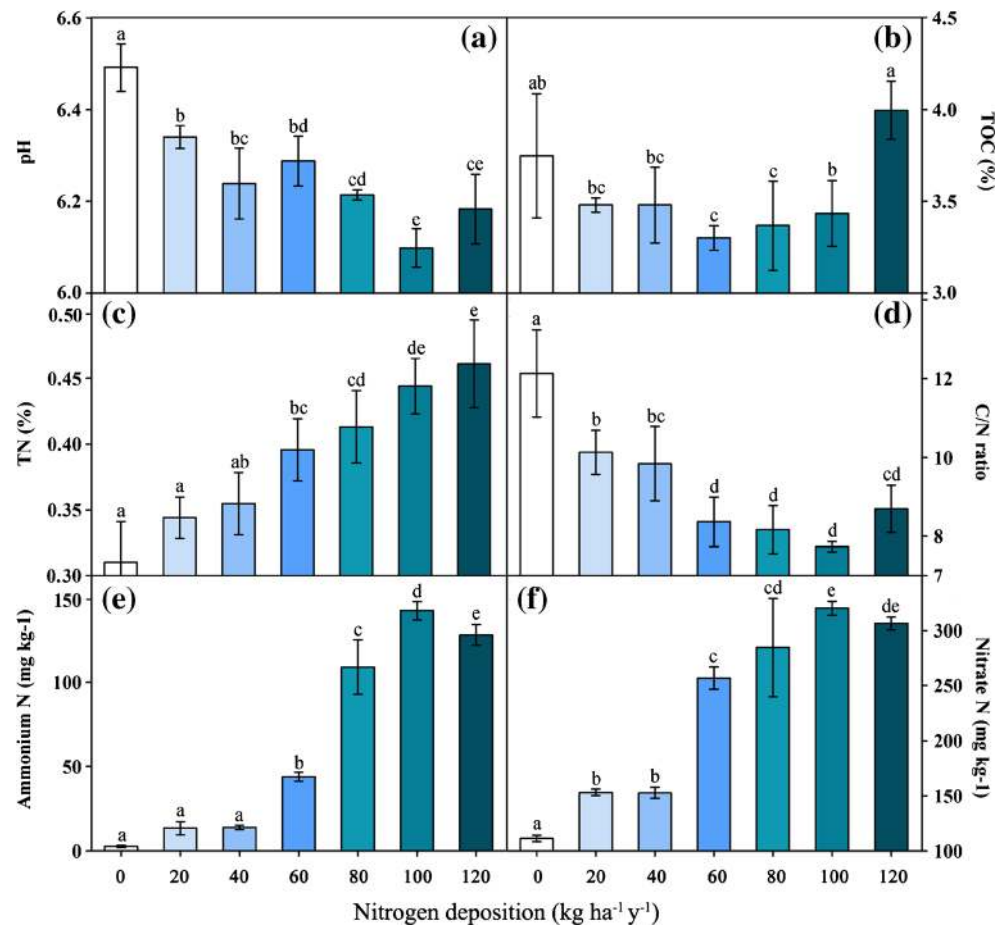 6.6
6.4
6.2
6.0
pH
(a)
a
b
bc
bd
cd
e
ce
(b)
ab
bc
bc
c
c
b
a
4.5
4.0
3.5
3.0
TOC (%)
0.50
0.45
0.40
0.35
0.30
TN (%)
(c)
a
a
ab
bc
cd
de
e
(d)
a
b
bc
d
d
d
cd
12
10
8
7
C/N ratio
150
100
50
0
Ammonium N (mg kg-1)
(e)
a
a
a
b
c
d
e
(f)
a
b
b
c
cd
e
de
300
250
200
150
100
Nitrate N (mg kg-1)
0 20 40 60 80 100 120 0 20 40 60 80 100 120
Nitrogen deposition (kg ha⁻¹ y⁻¹)